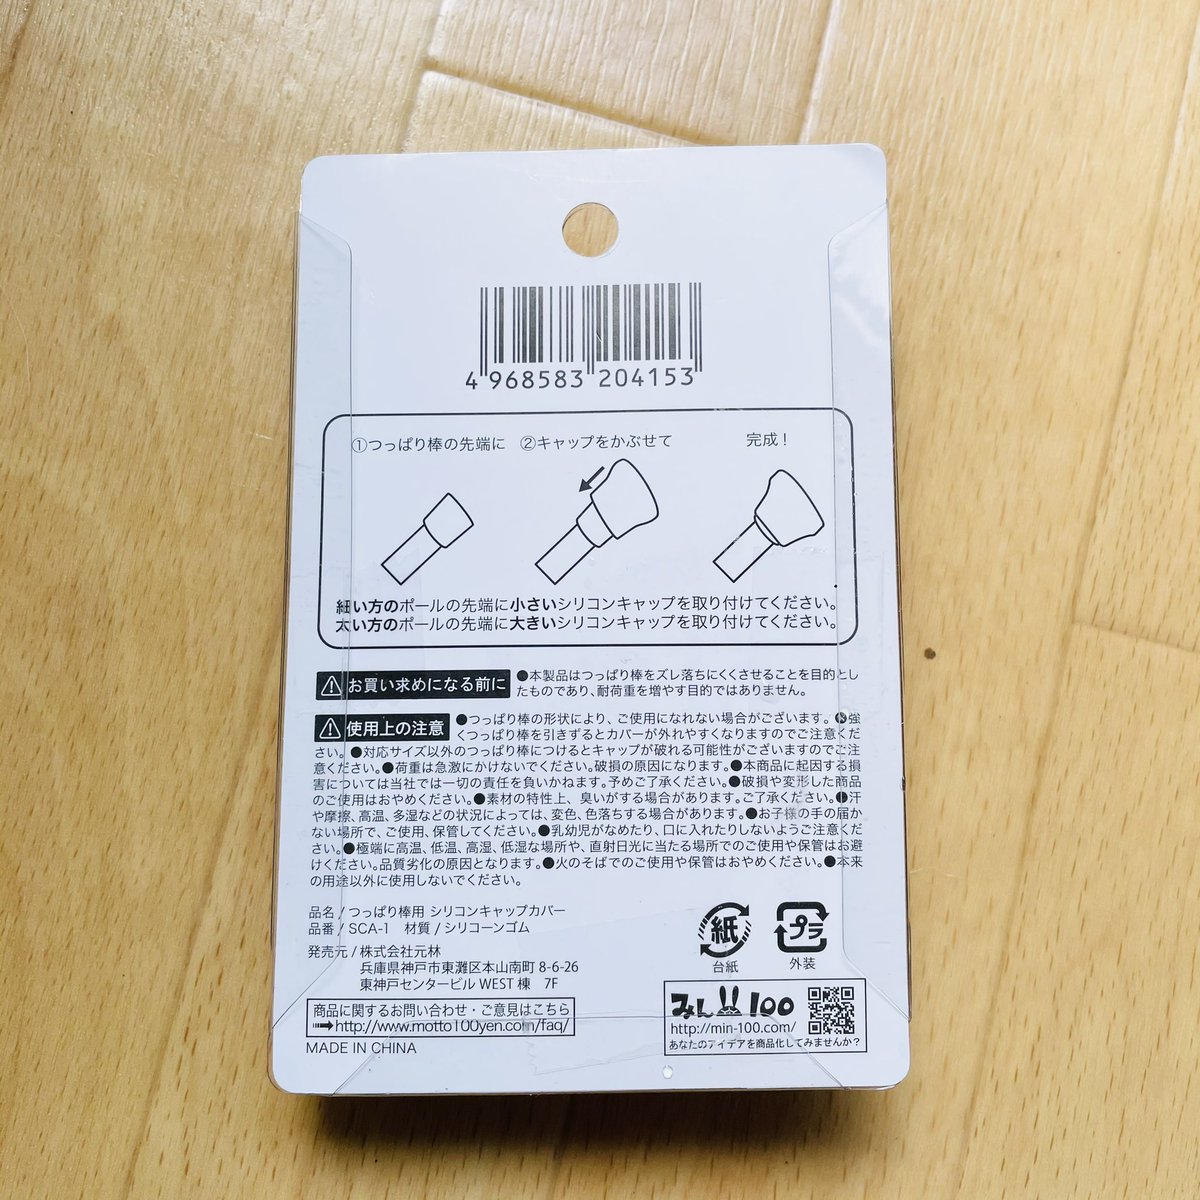 4 968583 204153
①つっぱり棒の先端に ②キャップをかぶせて 完成！
細い方のポールの先端に小さいシリコンキャップを取り付けてください。
太い方のポールの先端に大きいシリコンキャップを取り付けてください。
⚠お買い求めになる前に ●本製品はつっぱり棒をズレ落ちにくくさせることを目的とし
たものであり、耐荷重を増やす目的ではありません。
⚠使用上の注意 ●つっぱり棒の形状により、ご使用になれない場合がございます。●強
くつっぱり棒を引きずるとカバーが外れやすくなりますのでご注意くだ
さい。●対応サイズ以外のつっぱり棒につけるとキャップが破れる可能性がございますのでご注
意ください。●荷重は急激にかけないでください。破損の原因になります。●本商品に起因する損
害については当社では一切の責任を負いかねます。予めご了承ください。●破損や変形した商品
のご使用はおやめください。●素材の特性上、臭いがする場合があります。ご了承ください。●汗
や摩擦、高温、多湿などの状況によっては、変色、色落ちする場合があります。●お子様の手の届か
ない場所で、ご使用、保管してください。●乳幼児がなめたり、口に入れたりしないようご注意くだ
さい。●極端に高温、低温、高湿、低湿な場所や、直射日光に当たる場所でのご使用や保管はお避
けください。品質劣化の原因となります。●火のそばでのご使用や保管はおやめください。●本来
の用途以外に使用しないでください。
品名 / つっぱり棒用 シリコンキャップカバー
品番 / SCA-1 材質 / シリコーンゴム
発売元 / 株式会社元林
兵庫県神戸市東灘区本山南町 8-6-26
東神戸センタービル WEST 棟 7F
商品に関するお問い合わせ・ご意見はこちら
http://www.motto100yen.com/faq/
MADE IN CHINA
紙
台紙
プラ
外装
みん100
http://min-100.com/
あなたのアイデアを商品化してみませんか？